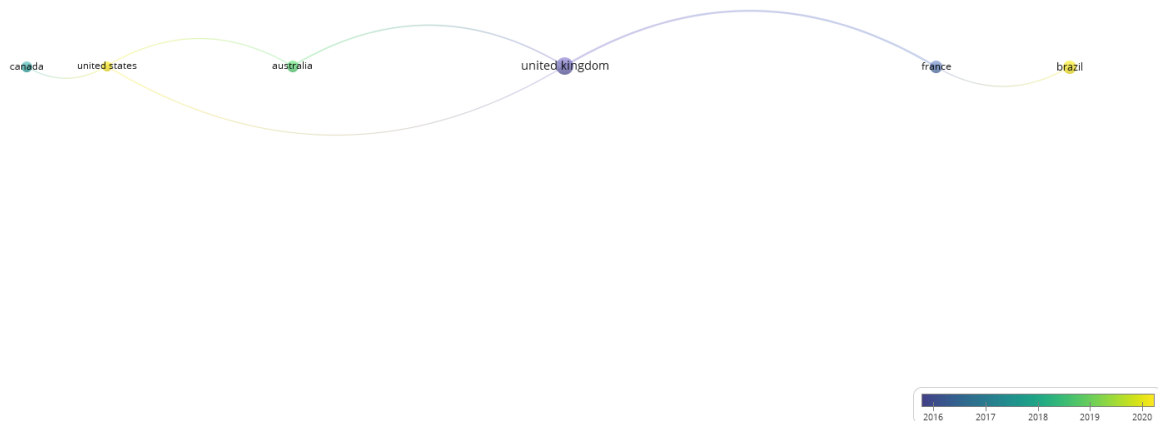 canada
united states
australia
united kingdom
france
brazil
2016
2017
2018
2019
2020